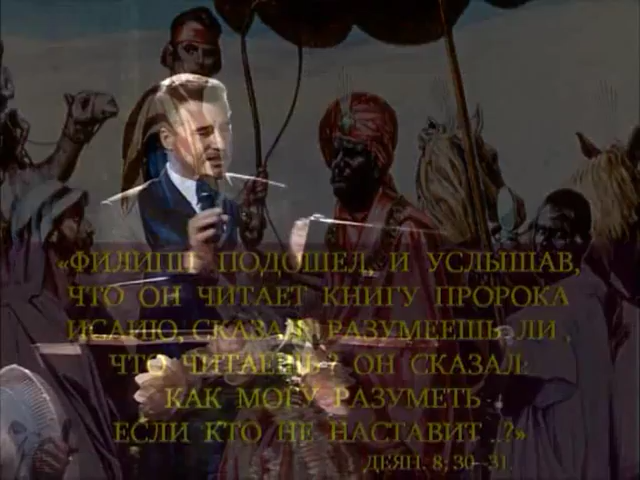 «ФИЛИПП ПОДОШЕЛ, И УСЛЫШАВ,
ЧТО ОН ЧИТАЕТ КНИГУ ПРОРОКА
ИСАИЮ, СКАЗАЛ: РАЗУМЕЕШЬ ЛИ,
ЧТО ЧИТАЕШЬ? ОН СКАЗАЛ:
КАК МОГУ РАЗУМЕТЬ
ЕСЛИ КТО НЕ НАСТАВИТ..?»
ДЕЯН. 8; 30-31.